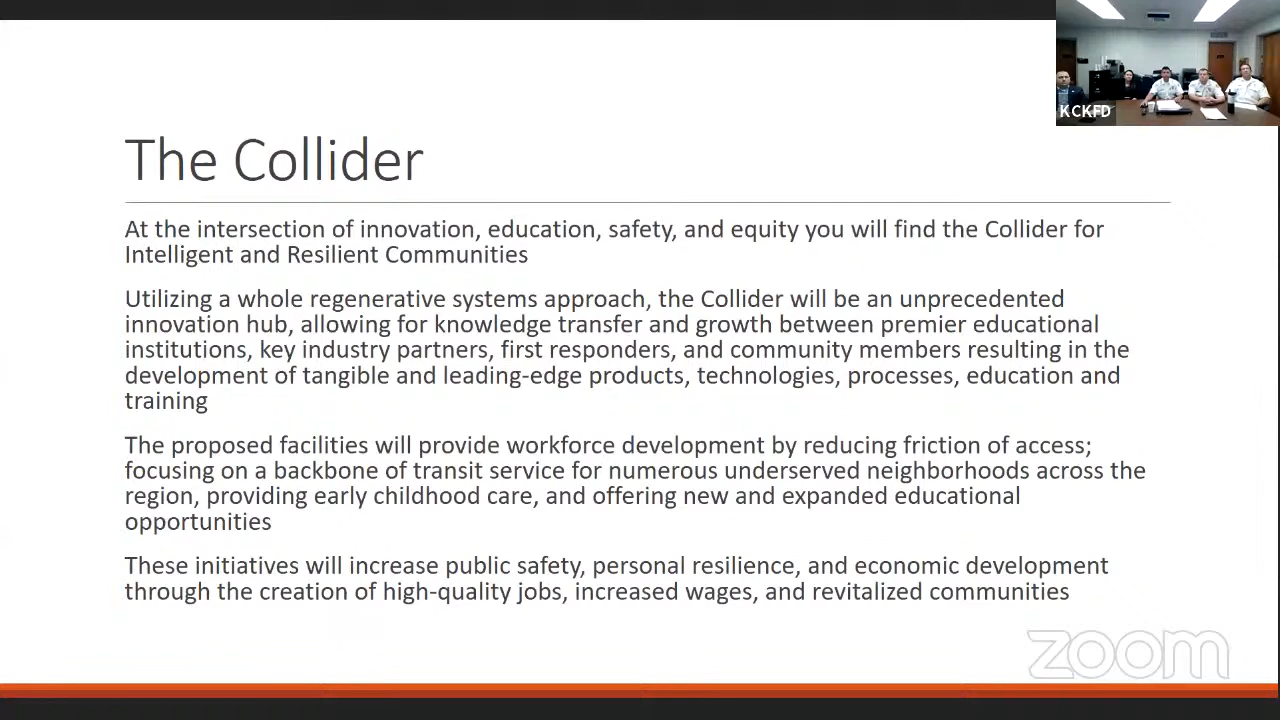 KCKFD
The Collider
At the intersection of innovation, education, safety, and equity you will find the Collider for
Intelligent and Resilient Communities
Utilizing a whole regenerative systems approach, the Collider will be an unprecedented
innovation hub, allowing for knowledge transfer and growth between premier educational
institutions, key industry partners, first responders, and community members resulting in the
development of tangible and leading-edge products, technologies, processes, education and
training
The proposed facilities will provide workforce development by reducing friction of access;
focusing on a backbone of transit service for numerous underserved neighborhoods across the
region, providing early childhood care, and offering new and expanded educational
opportunities
These initiatives will increase public safety, personal resilience, and economic development
through the creation of high-quality jobs, increased wages, and revitalized communities
zoom